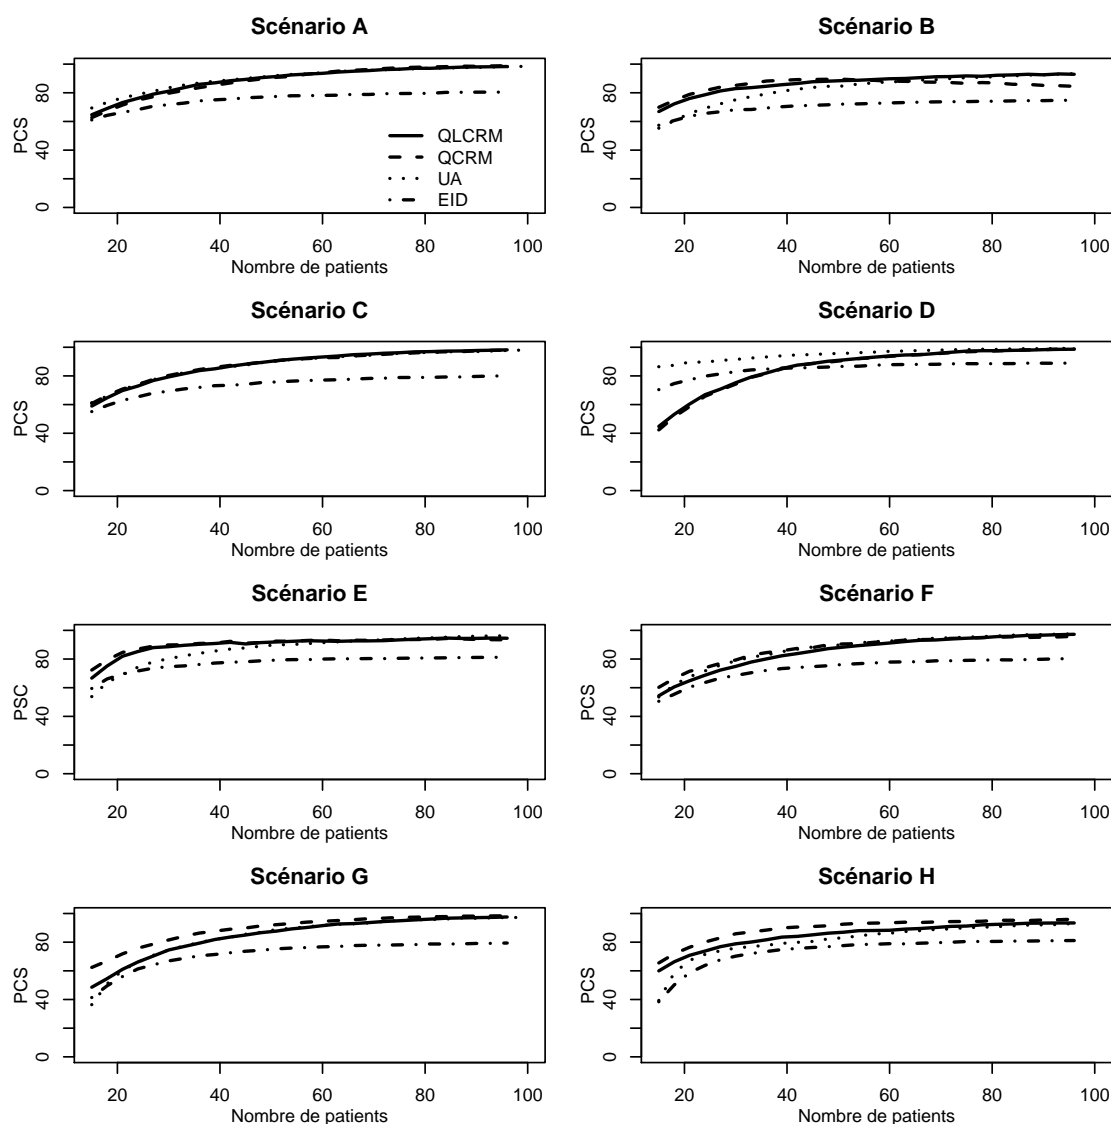 Scénario A
PCS
0
40
80
QLCRM
QCRM
UA
EID
20 40 60 80 100
Nombre de patients
Scénario B
PCS
0
40
80
20 40 60 80 100
Nombre de patients
Scénario C
PCS
0
40
80
20 40 60 80 100
Nombre de patients
Scénario D
PCS
0
40
80
20 40 60 80 100
Nombre de patients
Scénario E
PSC
0
40
80
20 40 60 80 100
Nombre de patients
Scénario F
PCS
0
40
80
20 40 60 80 100
Nombre de patients
Scénario G
PCS
0
40
80
20 40 60 80 100
Nombre de patients
Scénario H
PCS
0
40
80
20 40 60 80 100
Nombre de patients